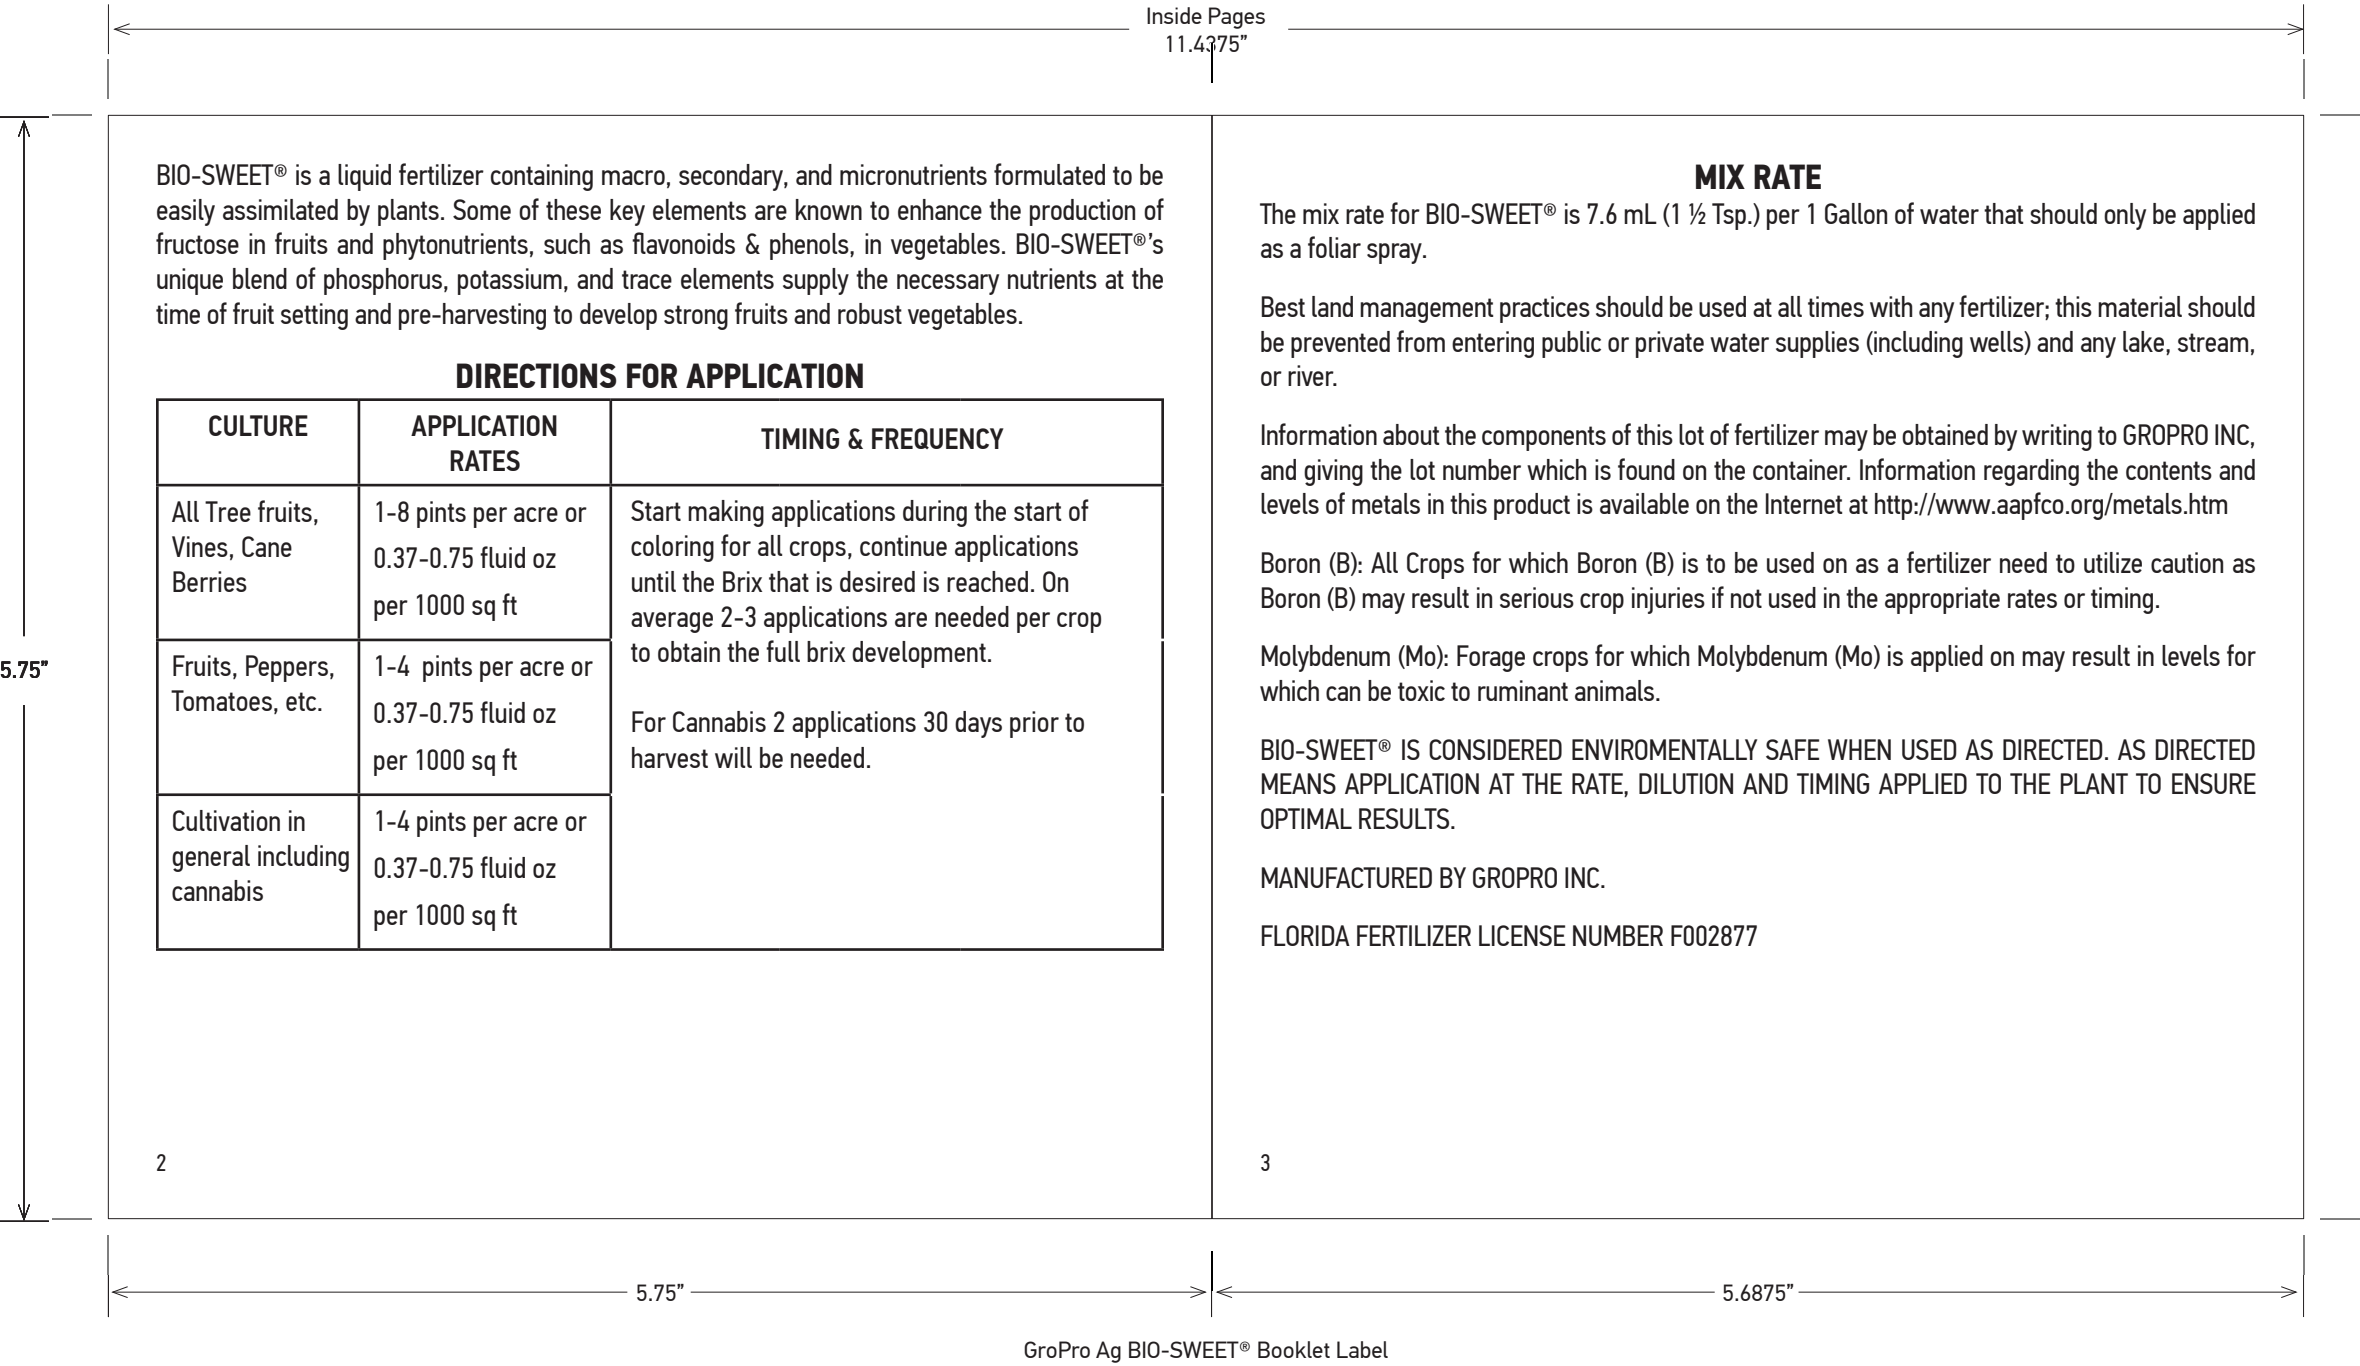 Inside Pages
11.4375”
5.75”
BIO-SWEET® is a liquid fertilizer containing macro, secondary, and micronutrients formulated to be
easily assimilated by plants. Some of these key elements are known to enhance the production of
fructose in fruits and phytonutrients, such as flavonoids & phenols, in vegetables. BIO-SWEET®’s
unique blend of phosphorus, potassium, and trace elements supply the necessary nutrients at the
time of fruit setting and pre-harvesting to develop strong fruits and robust vegetables.
DIRECTIONS FOR APPLICATION
CULTURE
APPLICATION
RATES
TIMING & FREQUENCY
All Tree fruits,
Vines, Cane
Berries
1-8 pints per acre or
0.37-0.75 fluid oz
per 1000 sq ft
Start making applications during the start of
coloring for all crops, continue applications
until the Brix that is desired is reached. On
average 2-3 applications are needed per crop
to obtain the full brix development.
For Cannabis 2 applications 30 days prior to
harvest will be needed.
Fruits, Peppers,
Tomatoes, etc.
1-4 pints per acre or
0.37-0.75 fluid oz
per 1000 sq ft
Cultivation in
general including
cannabis
1-4 pints per acre or
0.37-0.75 fluid oz
per 1000 sq ft
2
MIX RATE
The mix rate for BIO-SWEET® is 7.6 mL (1 ½ Tsp.) per 1 Gallon of water that should only be applied
as a foliar spray.
Best land management practices should be used at all times with any fertilizer; this material should
be prevented from entering public or private water supplies (including wells) and any lake, stream,
or river.
Information about the components of this lot of fertilizer may be obtained by writing to GROPRO INC,
and giving the lot number which is found on the container. Information regarding the contents and
levels of metals in this product is available on the Internet at http://www.aapfco.org/metals.htm
Boron (B): All Crops for which Boron (B) is to be used on as a fertilizer need to utilize caution as
Boron (B) may result in serious crop injuries if not used in the appropriate rates or timing.
Molybdenum (Mo): Forage crops for which Molybdenum (Mo) is applied on may result in levels for
which can be toxic to ruminant animals.
BIO-SWEET® IS CONSIDERED ENVIROMENTALLY SAFE WHEN USED AS DIRECTED. AS DIRECTED
MEANS APPLICATION AT THE RATE, DILUTION AND TIMING APPLIED TO THE PLANT TO ENSURE
OPTIMAL RESULTS.
MANUFACTURED BY GROPRO INC.
FLORIDA FERTILIZER LICENSE NUMBER F002877
3
5.75”
5.6875”
GroPro Ag BIO-SWEET® Booklet Label